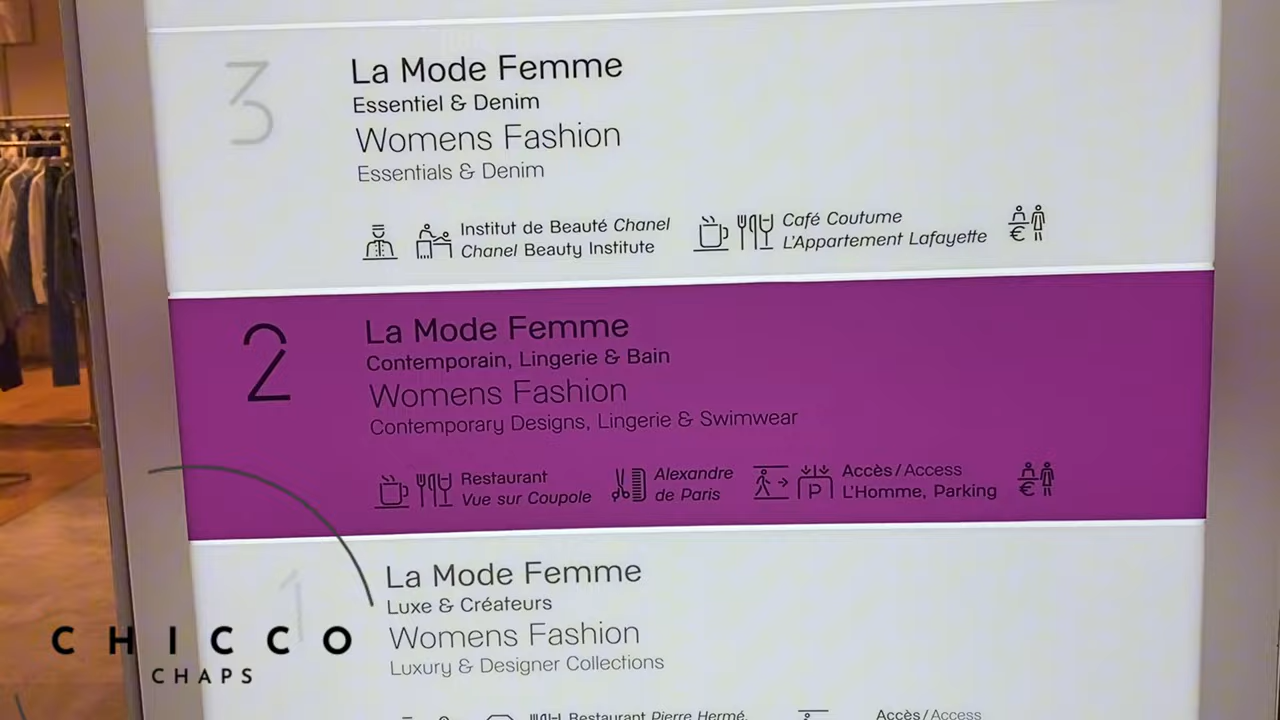 3
La Mode Femme
Essentiel & Denim
Womens Fashion
Essentials & Denim
Institut de Beauté Chanel
Chanel Beauty Institute
Café Coutume
L'Appartement Lafayette
€
2
La Mode Femme
Contemporain, Lingerie & Bain
Womens Fashion
Contemporary Designs, Lingerie & Swimwear
Restaurant
Vue sur Coupole
Alexandre
de Paris
P
Accès/Access
L'Homme, Parking
€
1
La Mode Femme
Luxe & Créateurs
Womens Fashion
Luxury & Designer Collections
Restaurant Pierre Hermé,
Accès/Access
CHICCO
CHAPS